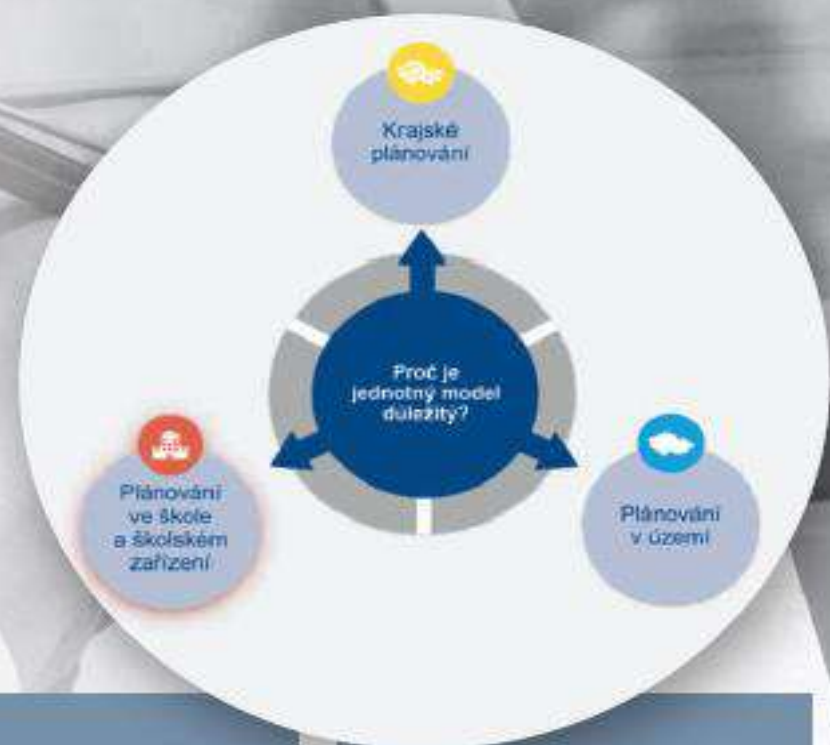 Krajské
plánování
Proč je
jednotný model
důležitý?
Plánování
ve škole
a školském
zařízení
Plánování
v území